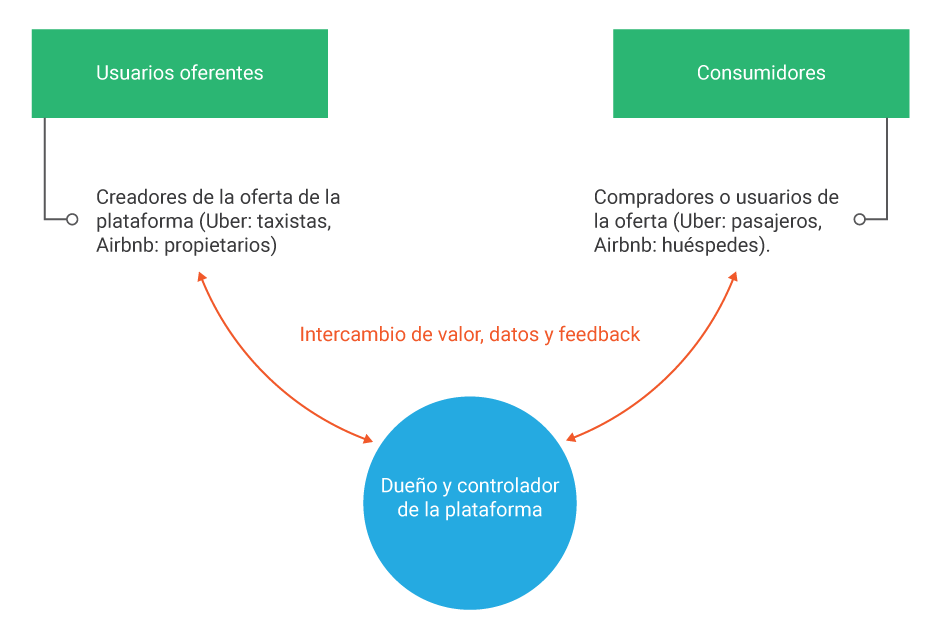 Usuarios oferentes
Consumidores
Creadores de la oferta de la
plataforma (Uber: taxistas,
Airbnb: propietarios)
Compradores o usuarios de
la oferta (Uber: pasajeros,
Airbnb: huéspedes).
Intercambio de valor, datos y feedback
Dueño y controlador
de la plataforma